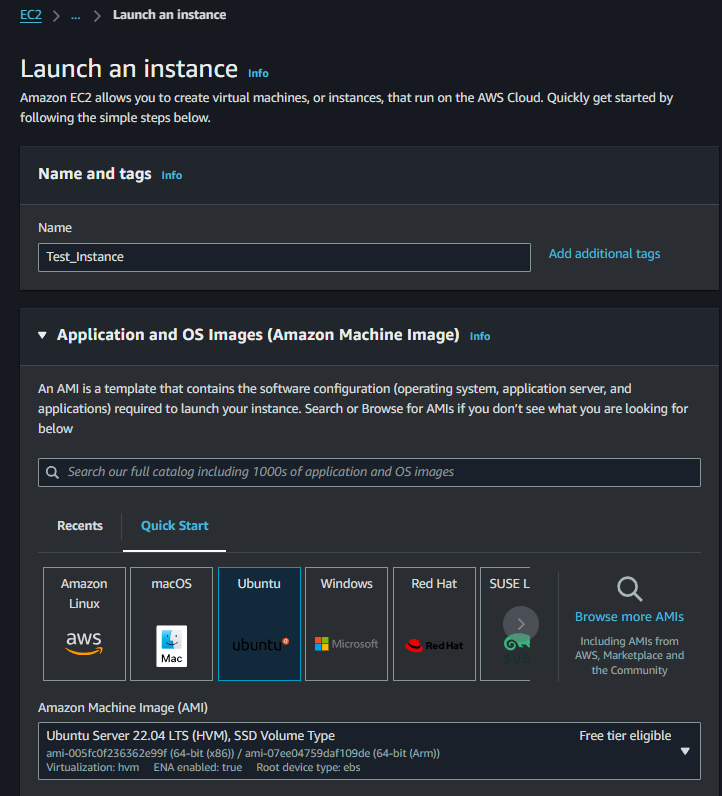 EC2 > ... > Launch an instance
Launch an instance Info
Amazon EC2 allows you to create virtual machines, or instances, that run on the AWS Cloud. Quickly get started by
following the simple steps below.
Name and tags Info
Name
Test_Instance
Add additional tags
Application and OS Images (Amazon Machine Image) Info
An AMI is a template that contains the software configuration (operating system, application server, and
applications) required to launch your instance. Search or Browse for AMIs if you don't see what you are looking for
below
Search our full catalog including 1000s of application and OS images
Recents
Quick Start
Amazon
Linux
aws
macOS
Mac
Ubuntu
ubuntu
Windows
Microsoft
Red Hat
Red Hat
SUSE L
Browse more AMIs
Including AMIs from
AWS, Marketplace and
the Community
Amazon Machine Image (AMI)
Ubuntu Server 22.04 LTS (HVM), SSD Volume Type
Free tier eligible
ami-005fc0f236362e99f (64-bit (x86)) / ami-07ee04759daf109de (64-bit (Arm))
Virtualization: hvm ENA enabled: true Root device type: ebs